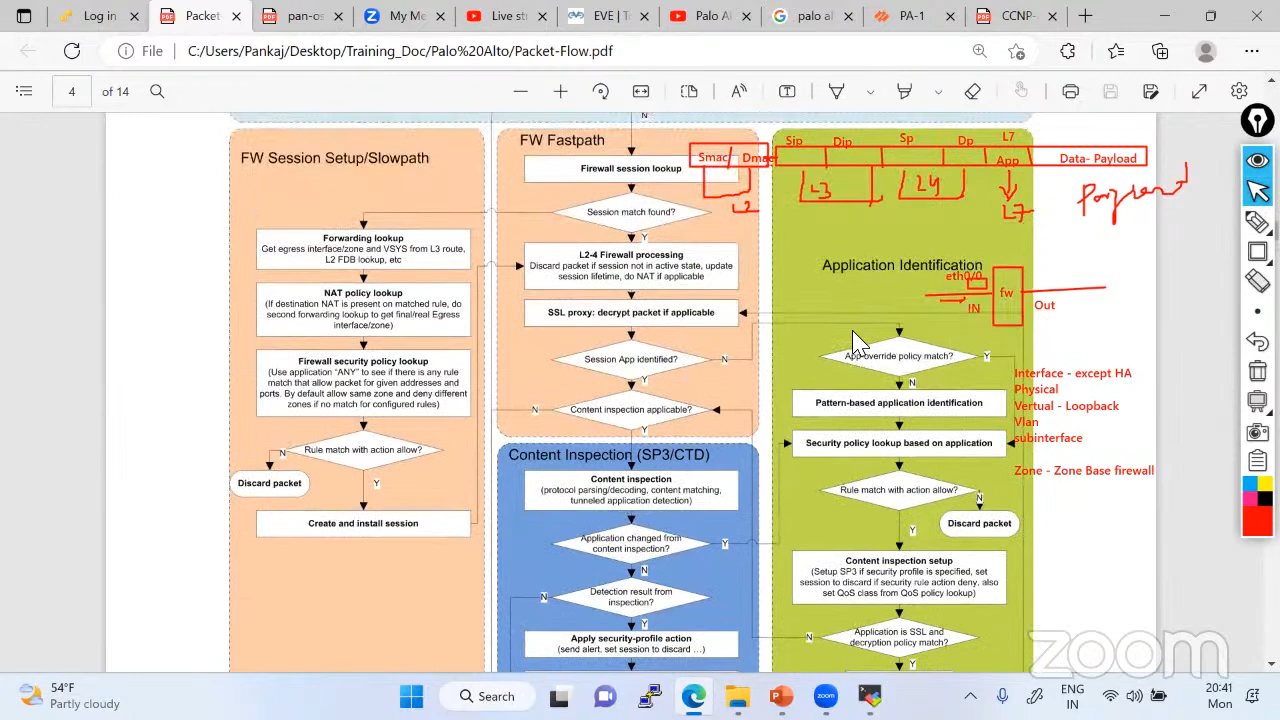 Log in
Packet
pan-os
My Me
Live st
EVE |
Palo Al
palo al
PA-1
CCNP-
File
C:/Users/Pankaj/Desktop/Training_Doc/Palo%20Alto/Packet-Flow.pdf
4 of 14
N
FW Session Setup/Slowpath
Forwarding lookup
Get egress interface/zone and VSYS from L3 route,
L2 FDB lookup, etc
NAT policy lookup
(If destination NAT is present on matched rule, do
second forwarding lookup to get final/real Egress
interface/zone)
Firewall security policy lookup
(Use application "ANY" to see if there is any rule
match that allow packet for given addresses and
ports. By default allow same zone and deny different
zones if no match for configured rules)
Rule match with action allow?
N
Discard packet
Y
Create and install session
FW Fastpath
Firewall session lookup
Session match found?
Y
L2-4 Firewall processing
Discard packet if session not in active state, update
session lifetime, do NAT if applicable
SSL proxy: decrypt packet if applicable
Session App identified?
N
Y
Content inspection applicable?
N
Y
Content Inspection (SP3/CTD)
Content inspection
(protocol parsing/decoding, content matching,
tunneled application detection)
Application changed from
content inspection?
Y
N
Detection result from
inspection?
N
Y
Apply security-profile action
(send alert, set session to discard ...)
Sip
Dip
Sp
Dp
L7
Smac
Dmac
App
Data- Payload
L3
L4
L2
L7
Application Identification
eth0/0
fw
IN
Out
App-override policy match?
Y
N
Pattern-based application identification
Security policy lookup based on application
Rule match with action allow?
N
Discard packet
Y
Content inspection setup
(Setup SP3 if security profile is specified, set
session to discard if security rule action deny, also
set QoS class from QoS policy lookup)
Application is SSL and
decryption policy match?
N
Y
Interface - except HA
Physical
Vertual - Loopback
Vlan
subinterface
Zone - Zone Base firewall
zoom
54°F
Partly cloudy
Search
zoom
ENG
IN
20:41
Mon